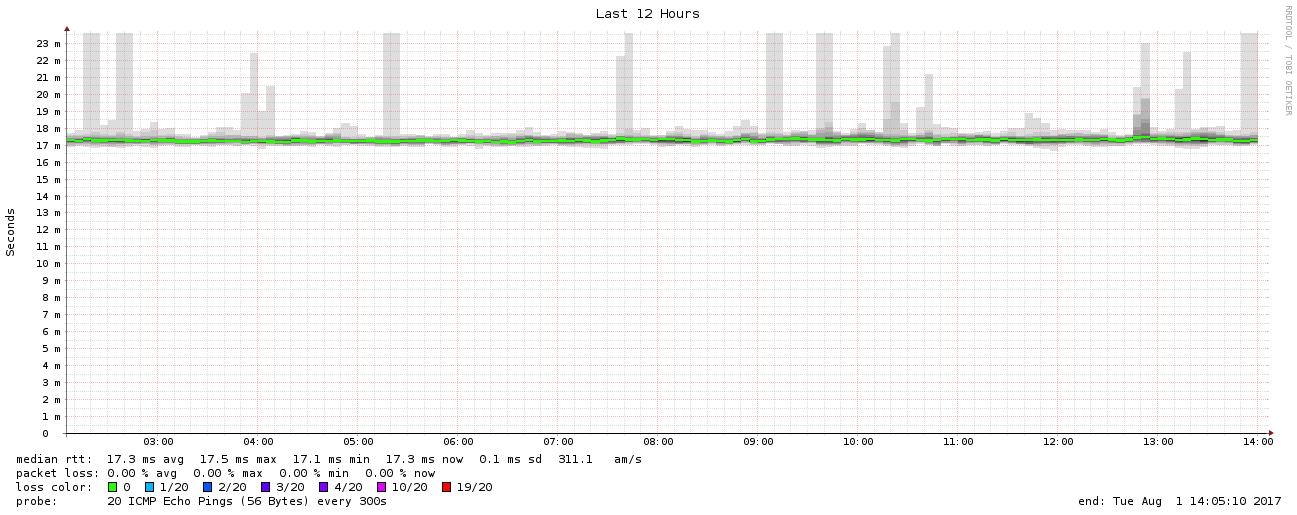 Last 12 Hours
RRDTOOL / TOBI OETIKER
Seconds
23 m
22 m
21 m
20 m
19 m
18 m
17 m
16 m
15 m
14 m
13 m
12 m
11 m
10 m
9 m
8 m
7 m
6 m
5 m
4 m
3 m
2 m
1 m
0
03:00 04:00 05:00 06:00 07:00 08:00 09:00 10:00 11:00 12:00 13:00 14:00
median rtt: 17.3 ms avg 17.5 ms max 17.1 ms min 17.3 ms now 0.1 ms sd 311.1 am/s
packet loss: 0.00 % avg 0.00 % max 0.00 % min 0.00 % now
loss color: 0 1/20 2/20 3/20 4/20 10/20 19/20
probe: 20 ICMP Echo Pings (56 Bytes) every 300s end: Tue Aug 1 14:05:10 2017